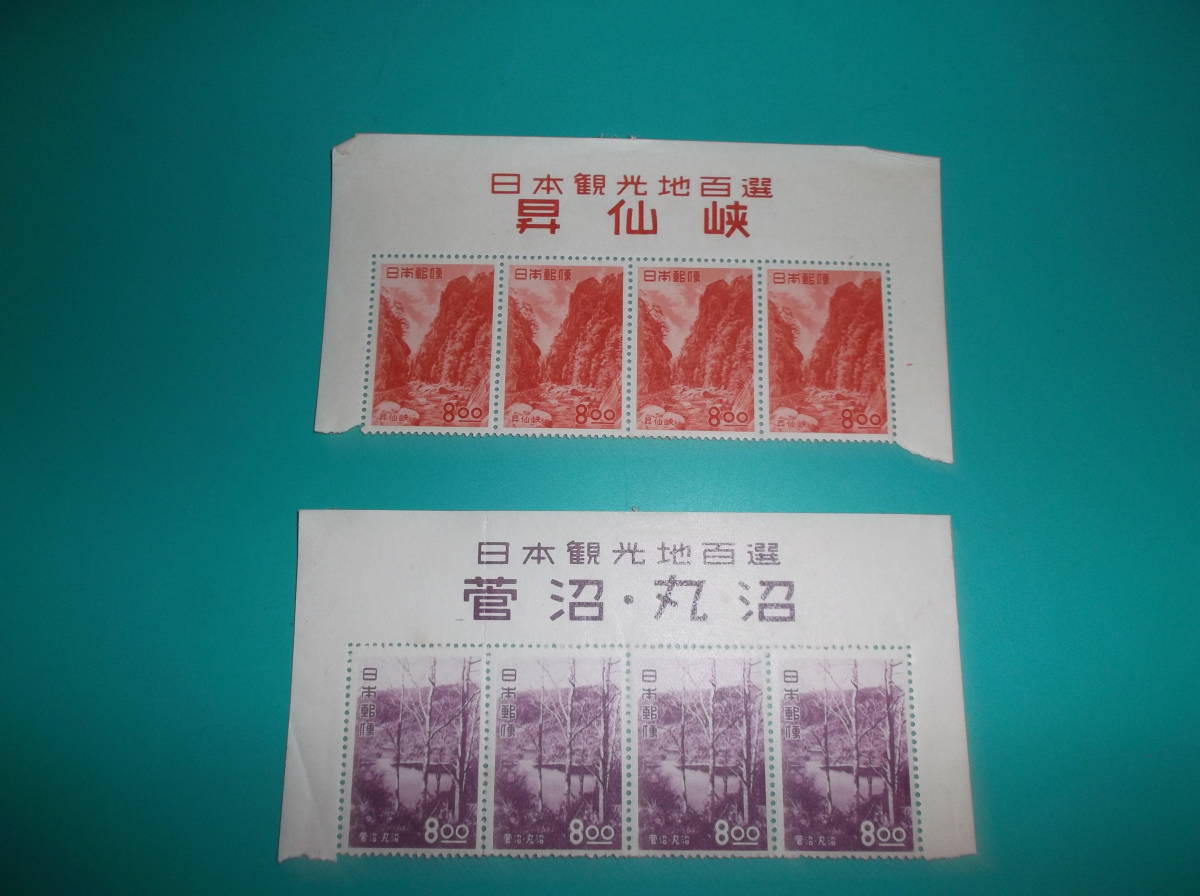 日本観光地百選
昇仙峡
日本郵便 日本郵便 日本郵便 日本郵便
昇仙峡 8.00 昇仙峡 8.00 昇仙峡 8.00 昇仙峡 8.00
日本観光地百選
菅沼・丸沼
日本郵便 日本郵便 日本郵便 日本郵便
菅沼・丸沼 8.00 菅沼・丸沼 8.00 菅沼・丸沼 8.00 菅沼・丸沼 8.00